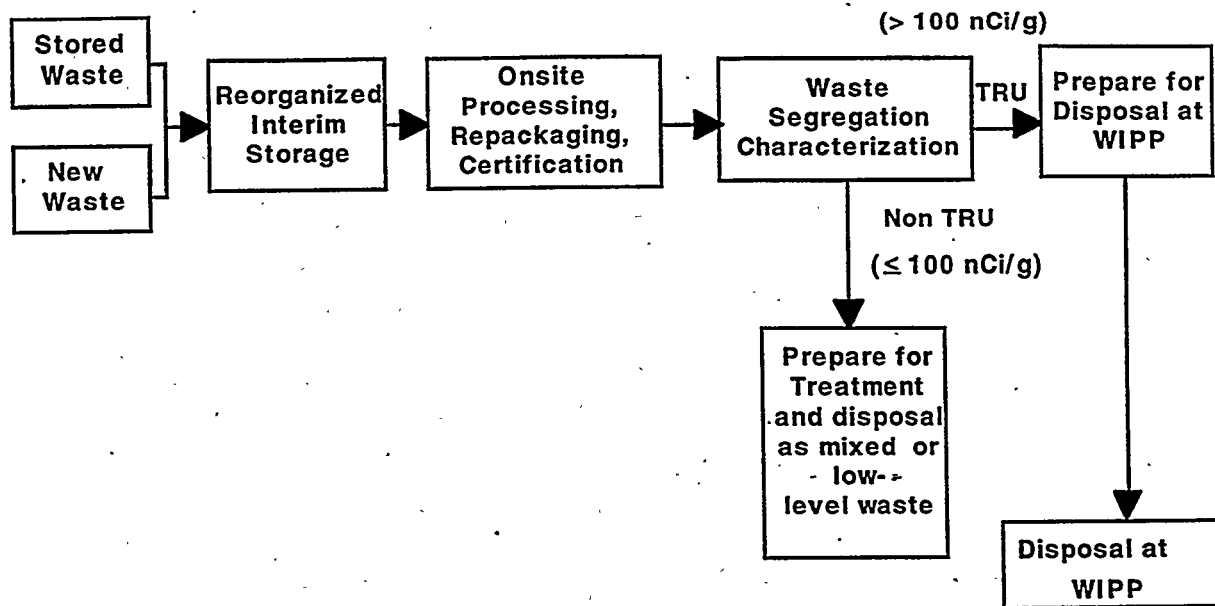 Stored
Waste
New
Waste
Reorganized
Interim
Storage
Onsite
Processing,
Repackaging,
Certification
Waste
Segregation
Characterization
(> 100 nCi/g)
TRU
Prepare for
Disposal at
WIPP
Non TRU
(≤ 100 nCi/g)
Prepare for
Treatment
and disposal
as mixed or
low-
level waste
Disposal at
WIPP